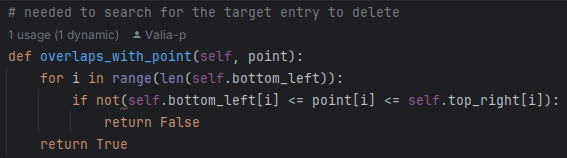 # needed to search for the target entry to delete
1 usage (1 dynamic) Valia-p
def overlaps_with_point(self, point):
    for i in range(len(self.bottom_left)):
        if not(self.bottom_left[i] <= point[i] <= self.top_right[i]):
            return False
    return True